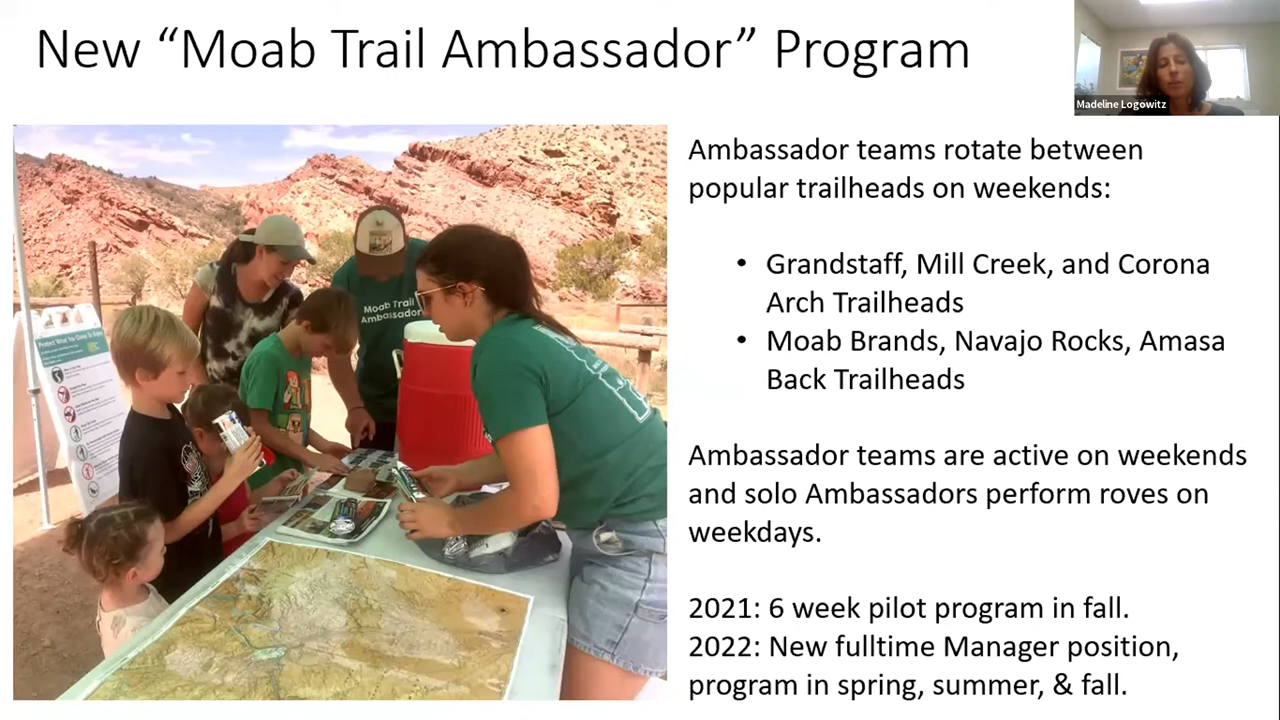 New “Moab Trail Ambassador” Program
Madeline Logowitz
Ambassador teams rotate between
popular trailheads on weekends:
• Grandstaff, Mill Creek, and Corona
Arch Trailheads
• Moab Brands, Navajo Rocks, Amasa
Back Trailheads
Ambassador teams are active on weekends
and solo Ambassadors perform roves on
weekdays.
2021: 6 week pilot program in fall.
2022: New fulltime Manager position,
program in spring, summer, & fall.
Moab Trail
Ambassador